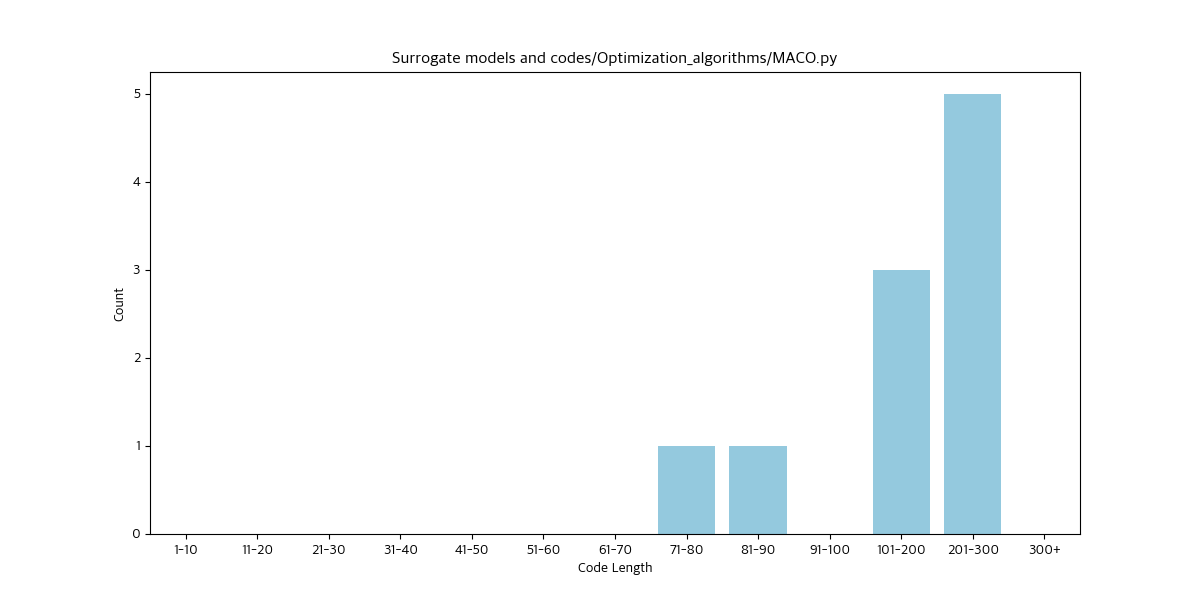 Surrogate models and codes/Optimization_algorithms/MACO.py
5
4
3
2
1
0
Count
1-10 11-20 21-30 31-40 41-50 51-60 61-70 71-80 81-90 91-100 101-200 201-300 300+
Code Length